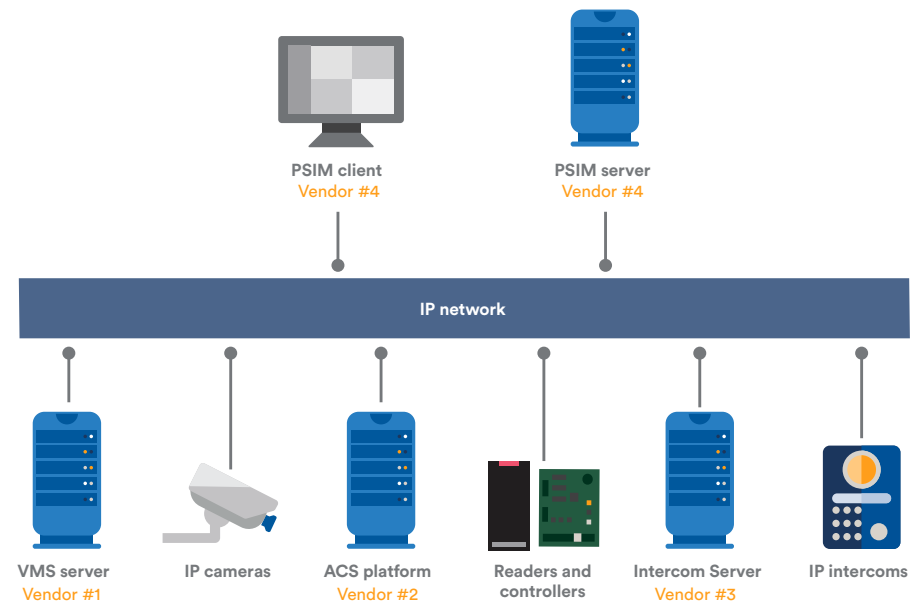 PSIM client
Vendor #4
PSIM server
Vendor #4
IP network
VMS server
Vendor #1
IP cameras
ACS platform
Vendor #2
Readers and
controllers
Intercom Server
Vendor #3
IP intercoms